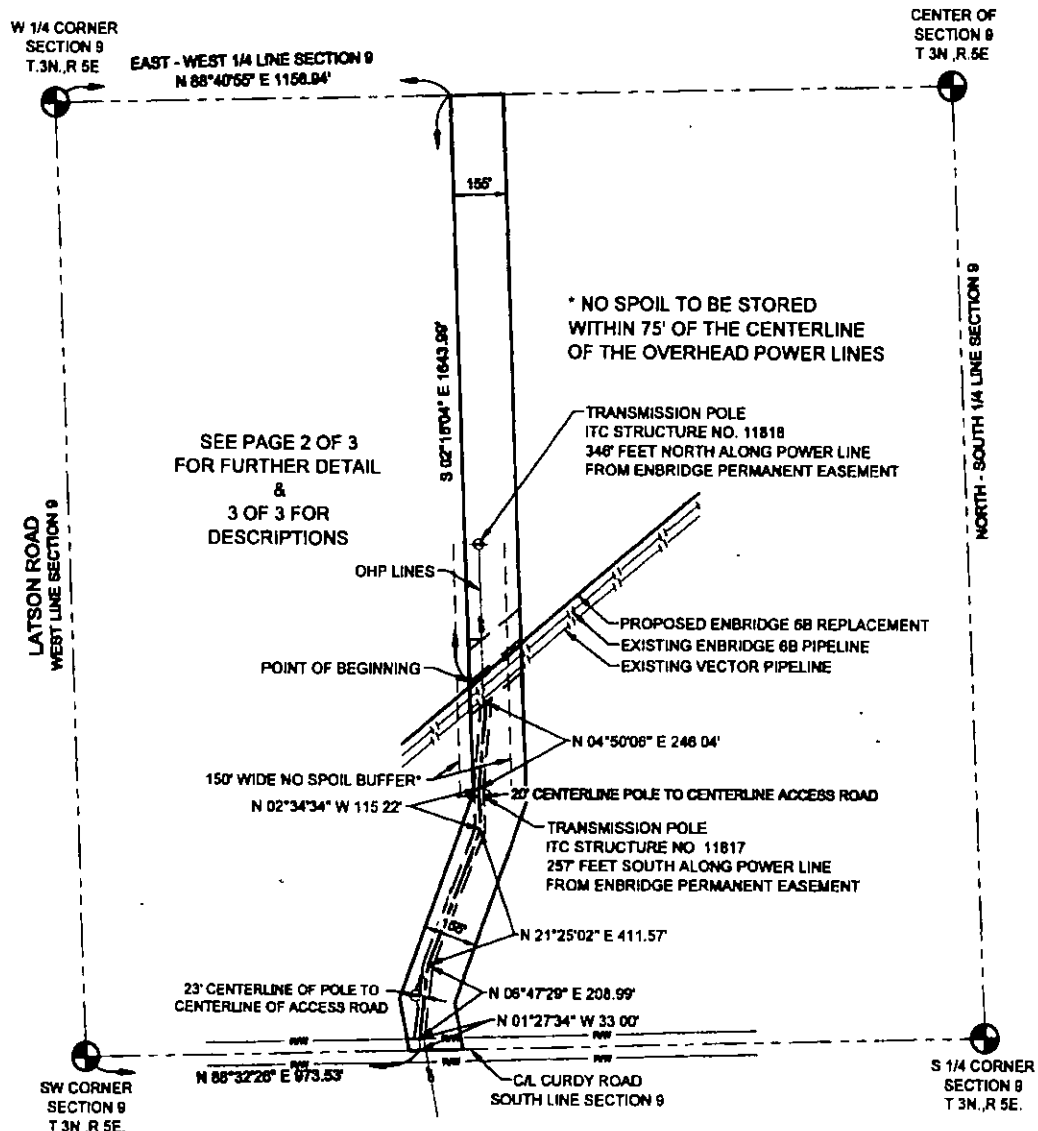 W 1/4 CORNER
SECTION 9
T.3N.,R 5E
EAST - WEST 1/4 LINE SECTION 9
N 88°40'55" E 1156.94'
CENTER OF
SECTION 9
T 3N ,R 5E
155'
* NO SPOIL TO BE STORED
WITHIN 75' OF THE CENTERLINE
OF THE OVERHEAD POWER LINES
S 02°16'04" E 1643.99'
NORTH - SOUTH 1/4 LINE SECTION 9
TRANSMISSION POLE
ITC STRUCTURE NO. 11818
346' FEET NORTH ALONG POWER LINE
FROM ENBRIDGE PERMANENT EASEMENT
SEE PAGE 2 OF 3
FOR FURTHER DETAIL
&
3 OF 3 FOR
DESCRIPTIONS
LATSON ROAD
WEST LINE SECTION 9
OHP LINES
PROPOSED ENBRIDGE 6B REPLACEMENT
EXISTING ENBRIDGE 6B PIPELINE
EXISTING VECTOR PIPELINE
POINT OF BEGINNING
N 04°50'06" E 246 04'
150' WIDE NO SPOIL BUFFER*
20' CENTERLINE POLE TO CENTERLINE ACCESS ROAD
N 02°34'34" W 115 22'
TRANSMISSION POLE
ITC STRUCTURE NO 11817
257' FEET SOUTH ALONG POWER LINE
FROM ENBRIDGE PERMANENT EASEMENT
155'
N 21°25'02" E 411.57'
23' CENTERLINE OF POLE TO
CENTERLINE OF ACCESS ROAD
N 06°47'29" E 208.99'
N 01°27'34" W 33 00'
R/W R/W R/W
R/W R/W R/W
N 88°32'26" E 973.53'
C/L CURDY ROAD
SOUTH LINE SECTION 9
SW CORNER
SECTION 9
T 3N ,R 5E.
S 1/4 CORNER
SECTION 9
T 3N.,R 5E.